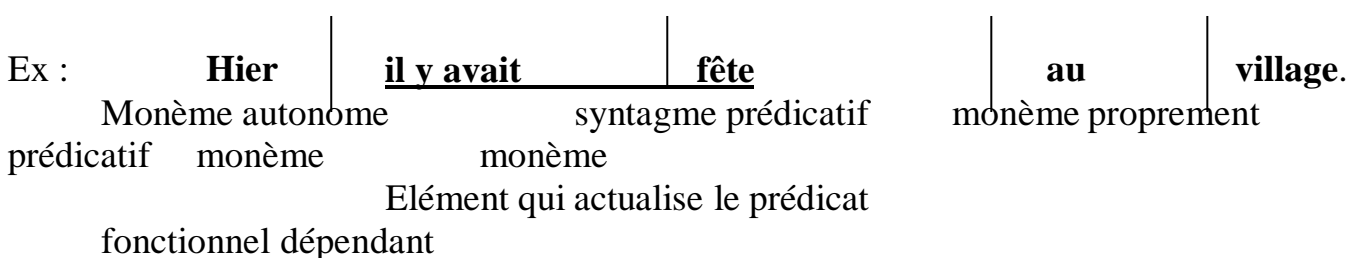 Ex : Hier il y avait fête au village.
Monème autonome syntagme prédicatif monème proprement
prédicatif monème monème
Elément qui actualise le prédicat
fonctionnel dépendant